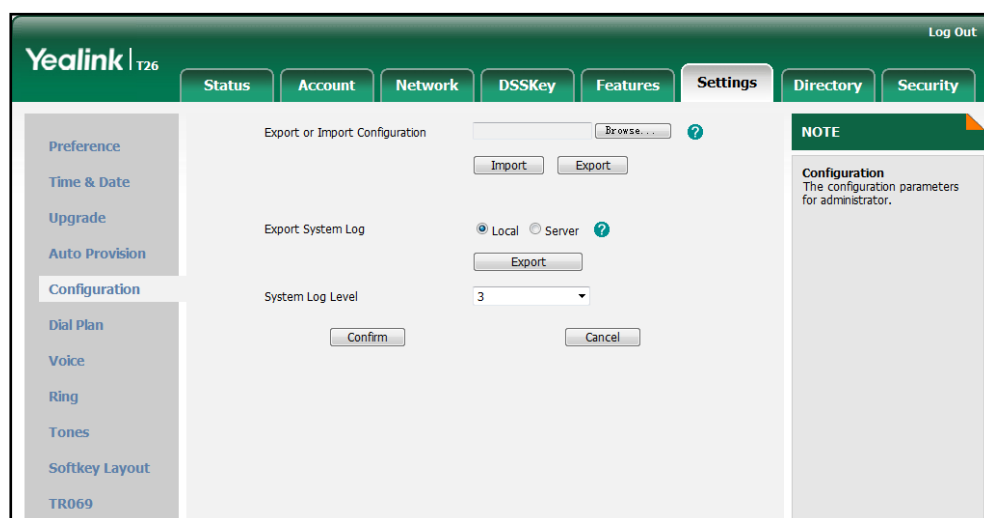 Log Out
Yealink | T26
Status Account Network DSSKey Features Settings Directory Security
Preference
Time & Date
Upgrade
Auto Provision
Configuration
Dial Plan
Voice
Ring
Tones
Softkey Layout
TR069
Export or Import Configuration Browse... ?
Import Export
Export System Log Local Server ?
Export
System Log Level 3
Confirm Cancel
NOTE
Configuration
The configuration parameters
for administrator.